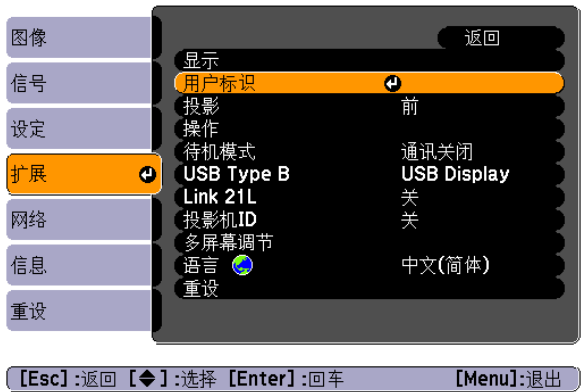 图像
信号
设定
扩展
网络
信息
重设
返回
显示
用户标识
投影 前
操作
待机模式 通讯关闭
USB Type B USB Display
Link 21L 关
投影机ID 关
多屏幕调节
语言 中文(简体)
重设
[Esc] :返回 [◆] :选择 [Enter] :回车 [Menu]:退出